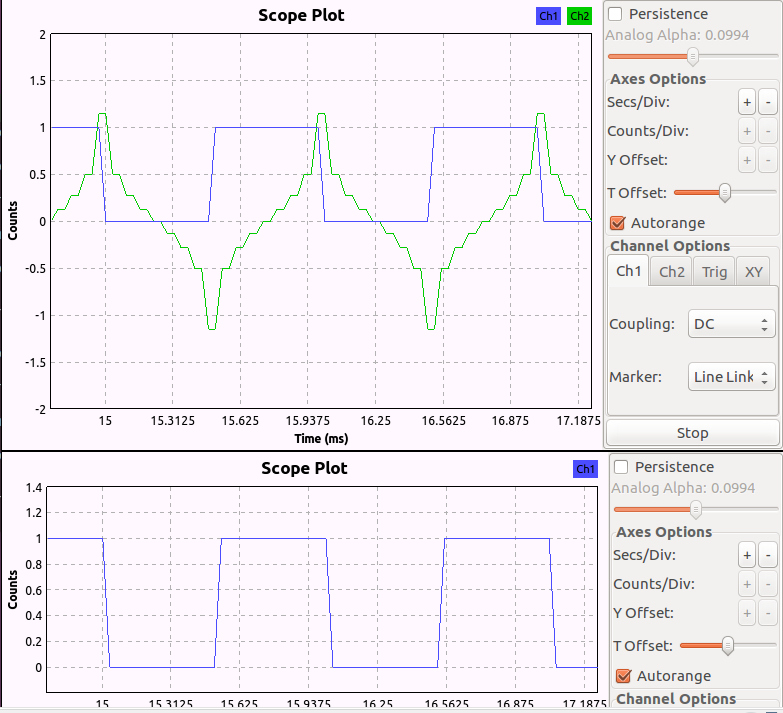 Scope Plot
Ch1 Ch2
2
1.5
1
0.5
0
-0.5
-1
-1.5
-2
Counts
15 15.3125 15.625 15.9375 16.25 16.5625 16.875 17.1875
Time (ms)
Persistence
Analog Alpha: 0.0994
Axes Options
Secs/Div: + -
Counts/Div: + -
Y Offset: + -
T Offset:
Autorange
Channel Options
Ch1 Ch2 Trig XY
Coupling: DC
Marker: Line Link
Stop
Scope Plot
Ch1
1.4
1.2
1
0.8
0.6
0.4
0.2
0
Counts
15 15.3125 15.625 15.9375 16.25 16.5625 16.875 17.1875
Persistence
Analog Alpha: 0.0994
Axes Options
Secs/Div: + -
Counts/Div: + -
Y Offset: + -
T Offset:
Autorange
Channel Options